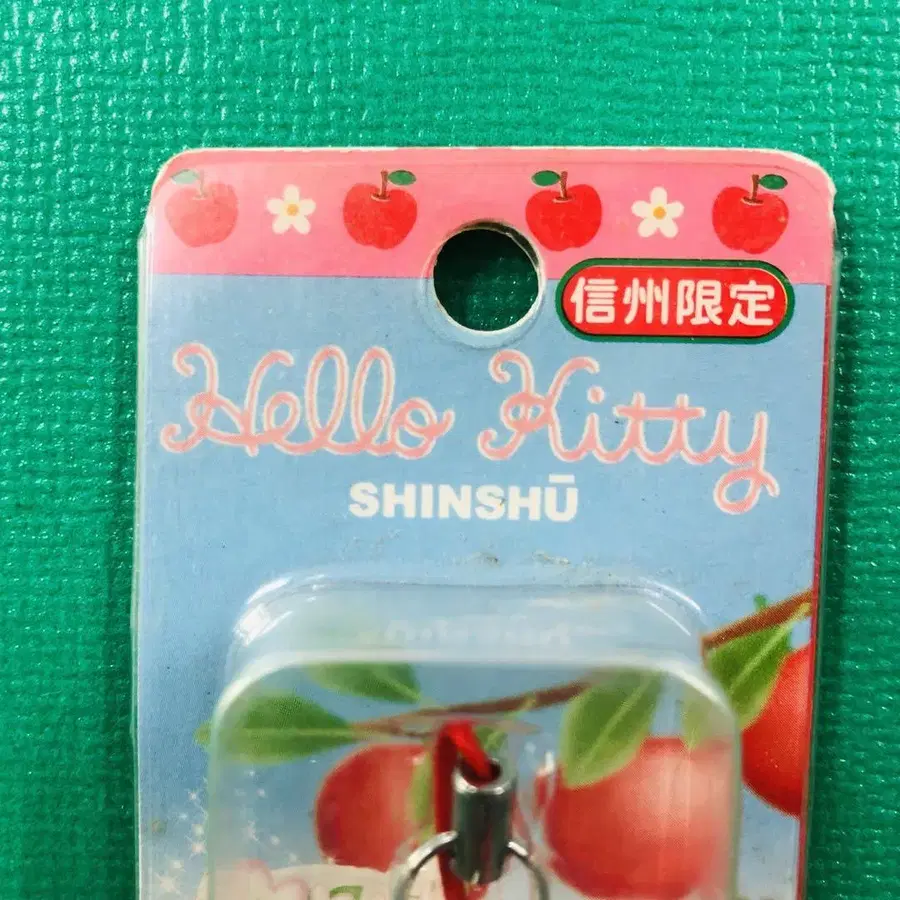 信州限定
Hello Kitty
SHINSHŪ